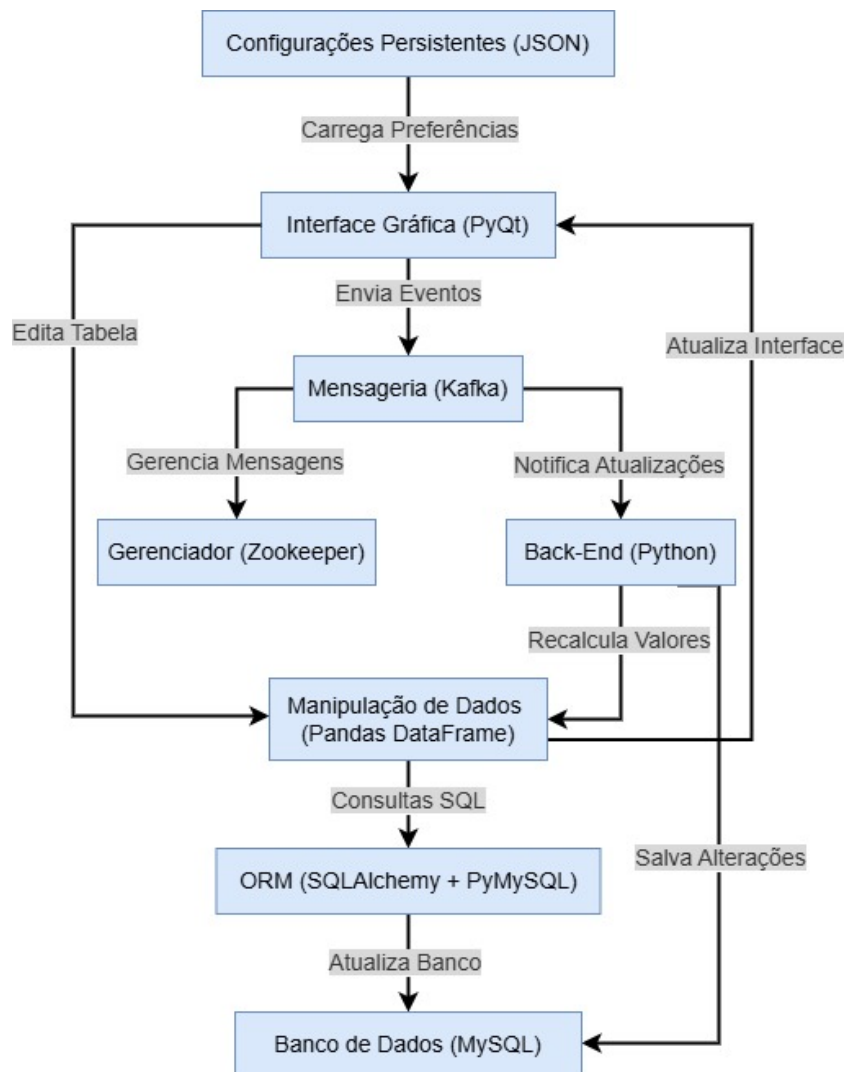 Configurações Persistentes (JSON)
Carrega Preferências
Interface Gráfica (PyQt)
Envia Eventos
Edita Tabela
Atualiza Interface
Mensageria (Kafka)
Gerencia Mensagens
Notifica Atualizações
Gerenciador (Zookeeper)
Back-End (Python)
Recalcula Valores
Manipulação de Dados
(Pandas DataFrame)
Consultas SQL
Salva Alterações
ORM (SQLAlchemy + PyMySQL)
Atualiza Banco
Banco de Dados (MySQL)